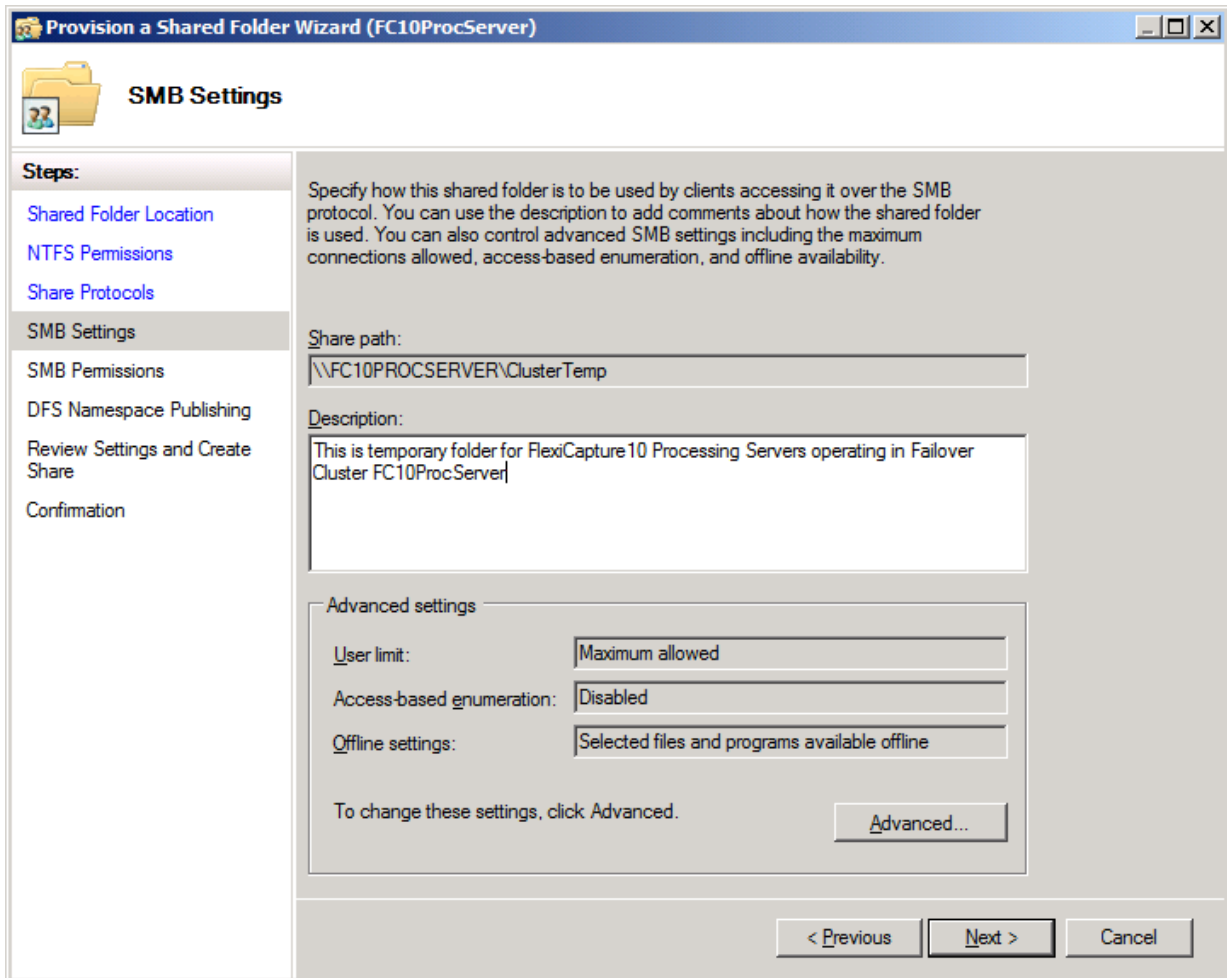 Provision a Shared Folder Wizard (FC10ProcServer)
SMB Settings
Steps:
Shared Folder Location
NTFS Permissions
Share Protocols
SMB Settings
SMB Permissions
DFS Namespace Publishing
Review Settings and Create
Share
Confirmation
Specify how this shared folder is to be used by clients accessing it over the SMB
protocol. You can use the description to add comments about how the shared folder
is used. You can also control advanced SMB settings including the maximum
connections allowed, access-based enumeration, and offline availability.
Share path:
\\FC10PROCSERVER\ClusterTemp
Description:
This is temporary folder for FlexiCapture10 Processing Servers operating in Failover
Cluster FC10ProcServer
Advanced settings
User limit: Maximum allowed
Access-based enumeration: Disabled
Offline settings: Selected files and programs available offline
To change these settings, click Advanced.
Advanced...
< Previous Next > Cancel